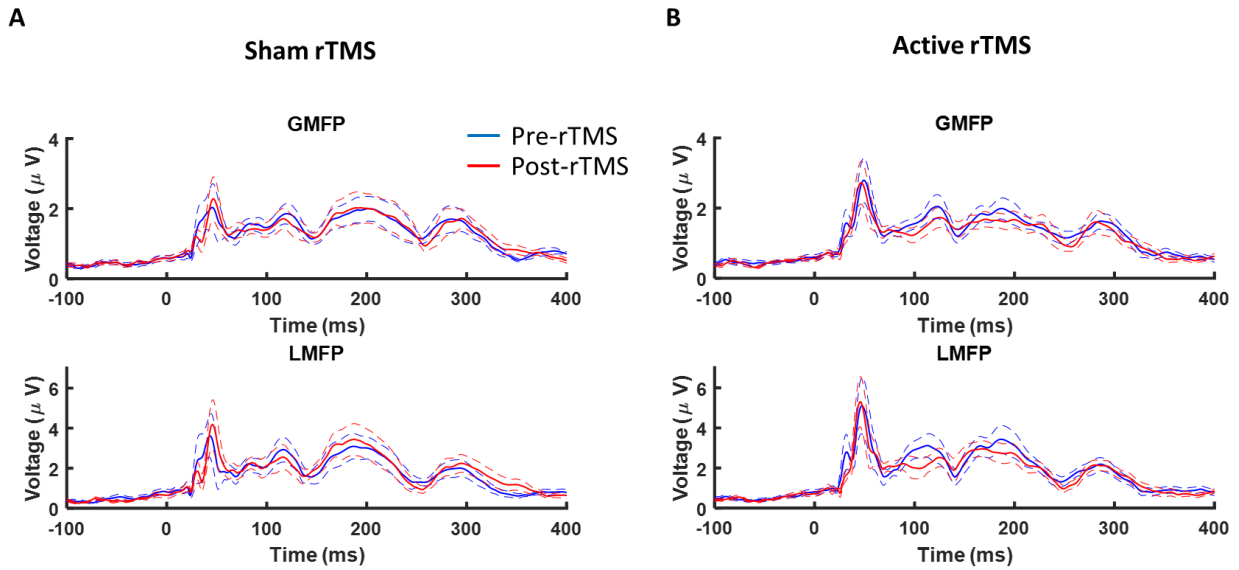 A
B
Sham rTMS
Active rTMS
GMFP
Pre-rTMS
Post-rTMS
Voltage (μ V)
4
2
0
-100 0 100 200 300 400
Time (ms)
GMFP
Voltage (μ V)
4
2
0
-100 0 100 200 300 400
Time (ms)
LMFP
Voltage (μ V)
6
4
2
0
-100 0 100 200 300 400
Time (ms)
LMFP
Voltage (μ V)
6
4
2
0
-100 0 100 200 300 400
Time (ms)